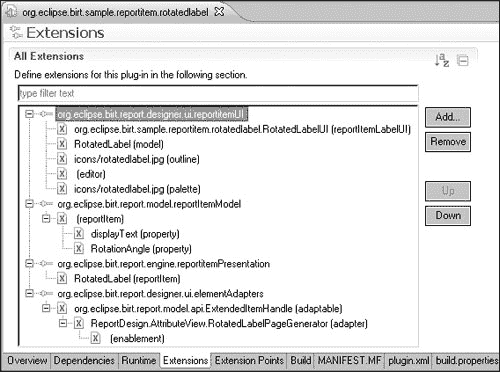 org.eclipse.birt.sample.reportitem.rotatedlabel
Extensions
All Extensions
Define extensions for this plug-in in the following section.
type filter text
org.eclipse.birt.report.designer.ui.reportitemUI
org.eclipse.birt.sample.reportitem.rotatedlabel.RotatedLabelUI (reportItemLabelUI)
RotatedLabel (model)
icons/rotatedlabel.jpg (outline)
(editor)
icons/rotatedlabel.jpg (palette)
org.eclipse.birt.report.model.reportItemModel
(reportItem)
displayText (property)
RotationAngle (property)
org.eclipse.birt.report.engine.reportitemPresentation
RotatedLabel (reportItem)
org.eclipse.birt.report.designer.ui.elementAdapters
org.eclipse.birt.report.model.api.ExtendedItemHandle (adaptable)
ReportDesign.AttributeView.RotatedLabelPageGenerator (adapter)
(enablement)
Add...
Remove
Up
Down
Overview Dependencies Runtime Extensions Extension Points Build MANIFEST.MF plugin.xml build.properties